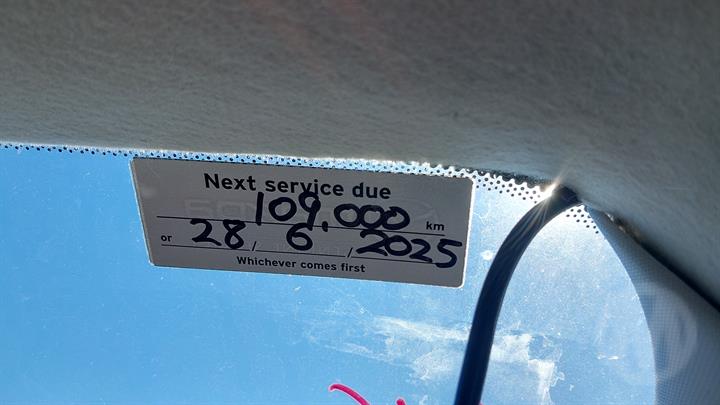 Next service due
109,000 km
or 28/6/2025
Whichever comes first